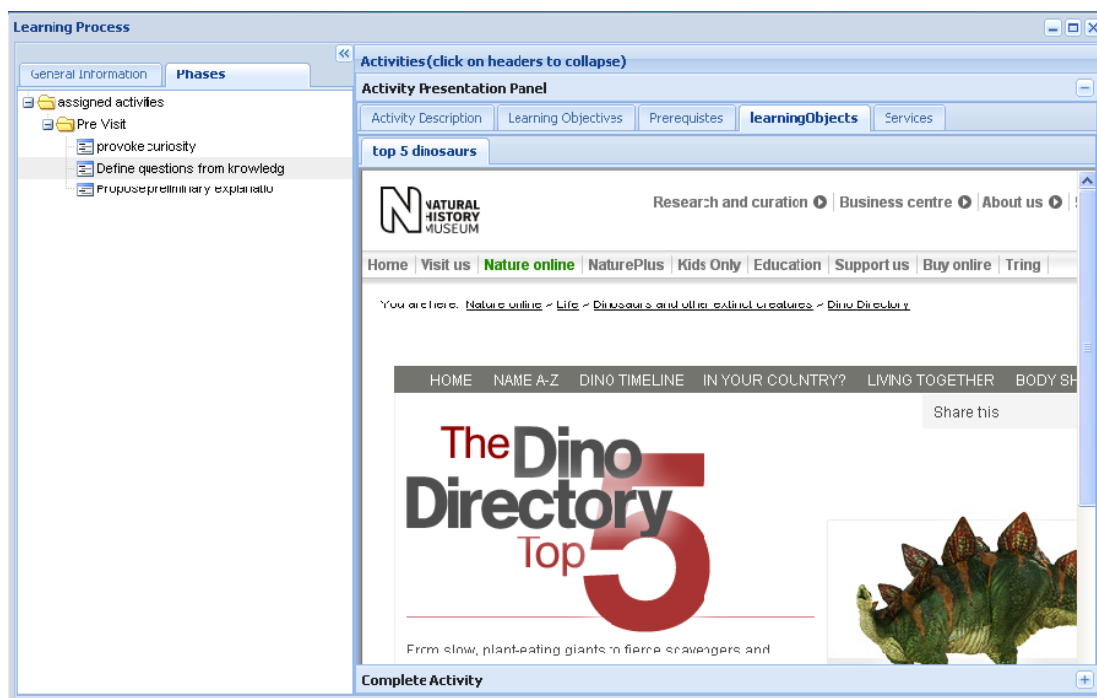 Learning Process
General Information Phases
assigned activities
Pre Visit
provoke curiosity
Define questions from knowledg
Propose preliminary explanatio
Activities(click on headers to collapse)
Activity Presentation Panel
Activity Description Learning Objectives Prerequistes learningObjects Services
top 5 dinosaurs
NATURAL
HISTORY
MUSEUM
Research and curation Business centre About us
Home Visit us Nature online NaturePlus Kids Only Education Support us Buy online Tring
You are here: Nature online > Life > Dinosaurs and other extinct creatures > Dino Directory
HOME NAME A-Z DINO TIMELINE IN YOUR COUNTRY? LIVING TOGETHER BODY SH
Share this
The Dino
Directory
Top 5
From slow, plant-eating giants to fierce scavengers and
Complete Activity